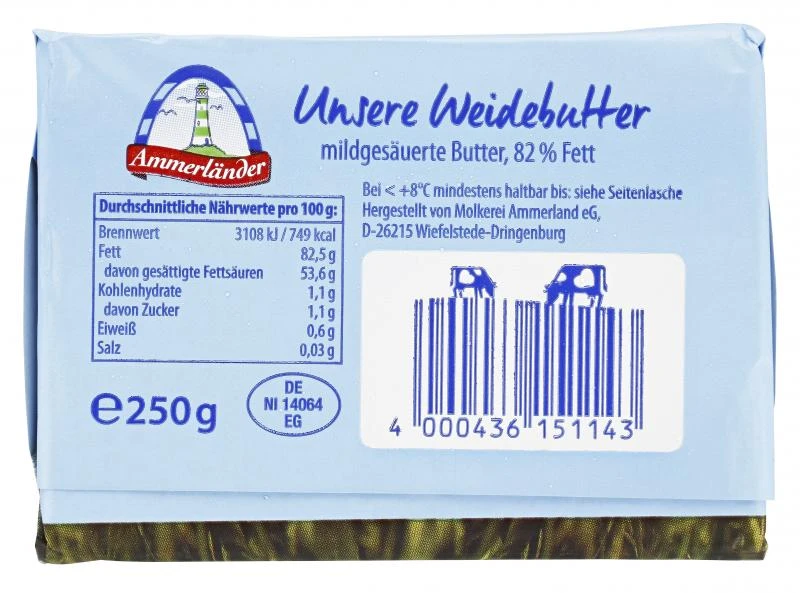 Ammerländer
Unsere Weidebutter
mildgesäuerte Butter, 82 % Fett
Bei < +8°C mindestens haltbar bis: siehe Seitenlasche
Hergestellt von Molkerei Ammerland eG,
D-26215 Wiefelstede-Dringenburg
Durchschnittliche Nährwerte pro 100 g:
Brennwert 3108 kJ / 749 kcal
Fett 82,5 g
davon gesättigte Fettsäuren 53,6 g
Kohlenhydrate 1,1 g
davon Zucker 1,1 g
Eiweiß 0,6 g
Salz 0,03 g
e 250 g
DE
NI 14064
EG
4 000436 151143